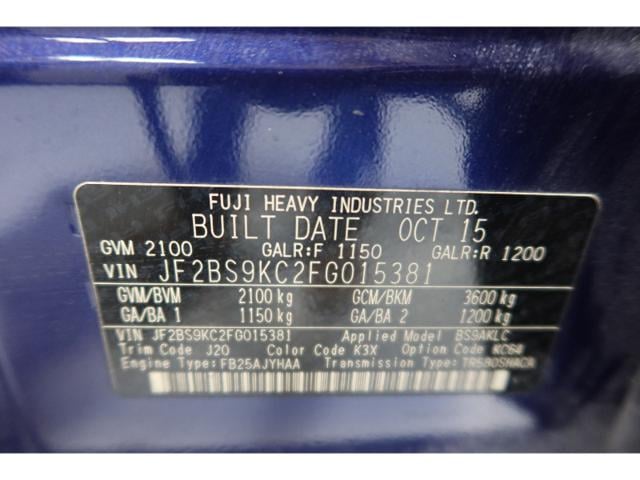 FUJI HEAVY INDUSTRIES LTD.
BUILT DATE OCT 15
GVM 2100 GALR:F 1150 GALR:R 1200
VIN JF2BS9KC2FG015381
GVM/BVM 2100 kg GCM/BKM 3600 kg
GA/BA 1 1150 kg GA/BA 2 1200 kg
VIN JF2BS9KC2FG015381 Applied Model BS9AKLC
Trim Code J20 Color Code K3X Option Code KC64
Engine Type: FB25AJYHAA Transmission Type: